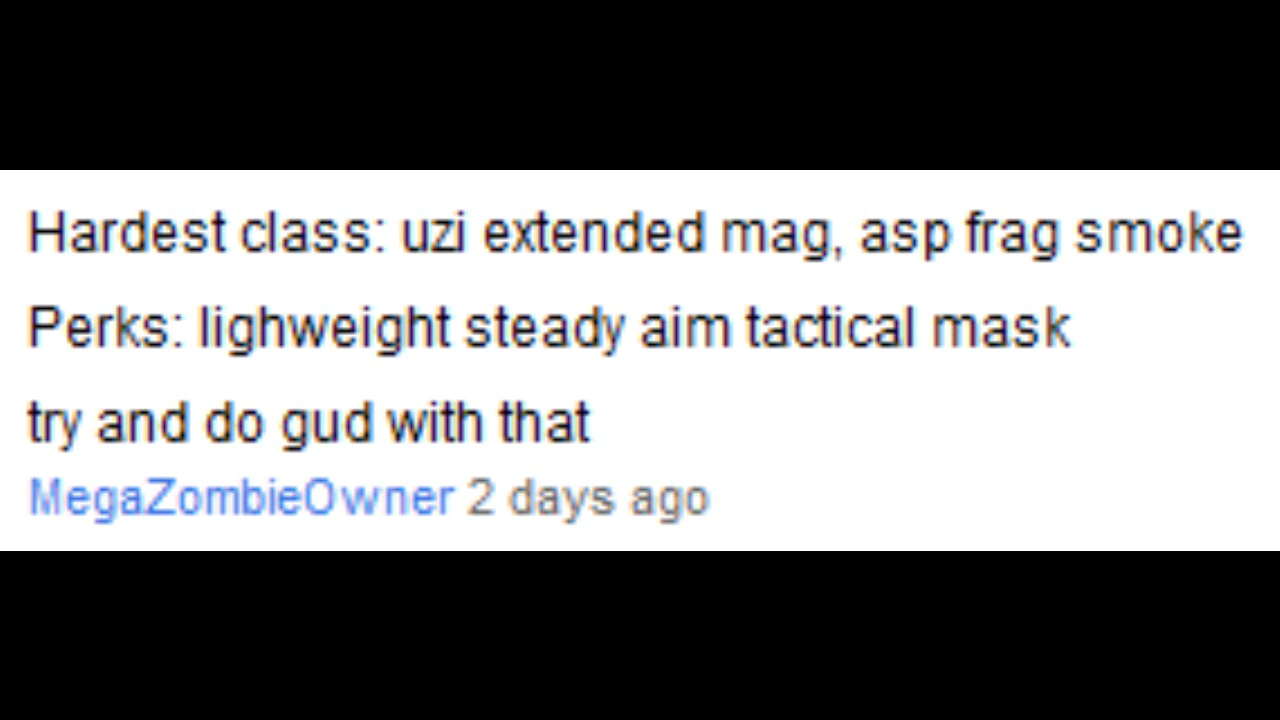 Hardest class: uzi extended mag, asp frag smoke
Perks: lighweight steady aim tactical mask
try and do gud with that
MegaZombieOwner 2 days ago